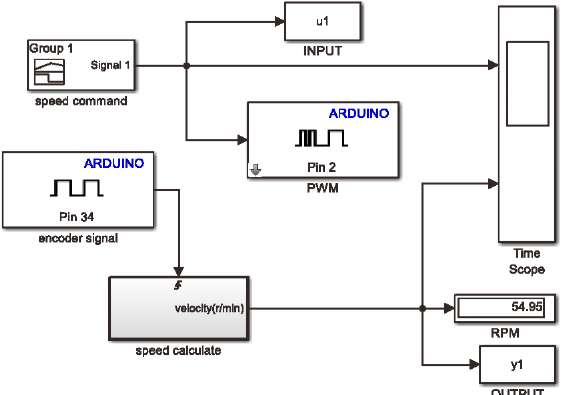 u1
INPUT
Group 1
Signal 1
speed command
ARDUINO
Pin 2
PWM
ARDUINO
Pin 34
encoder signal
Time
Scope
velocity(r/min)
speed calculate
54.95
RPM
y1
OUTPUT